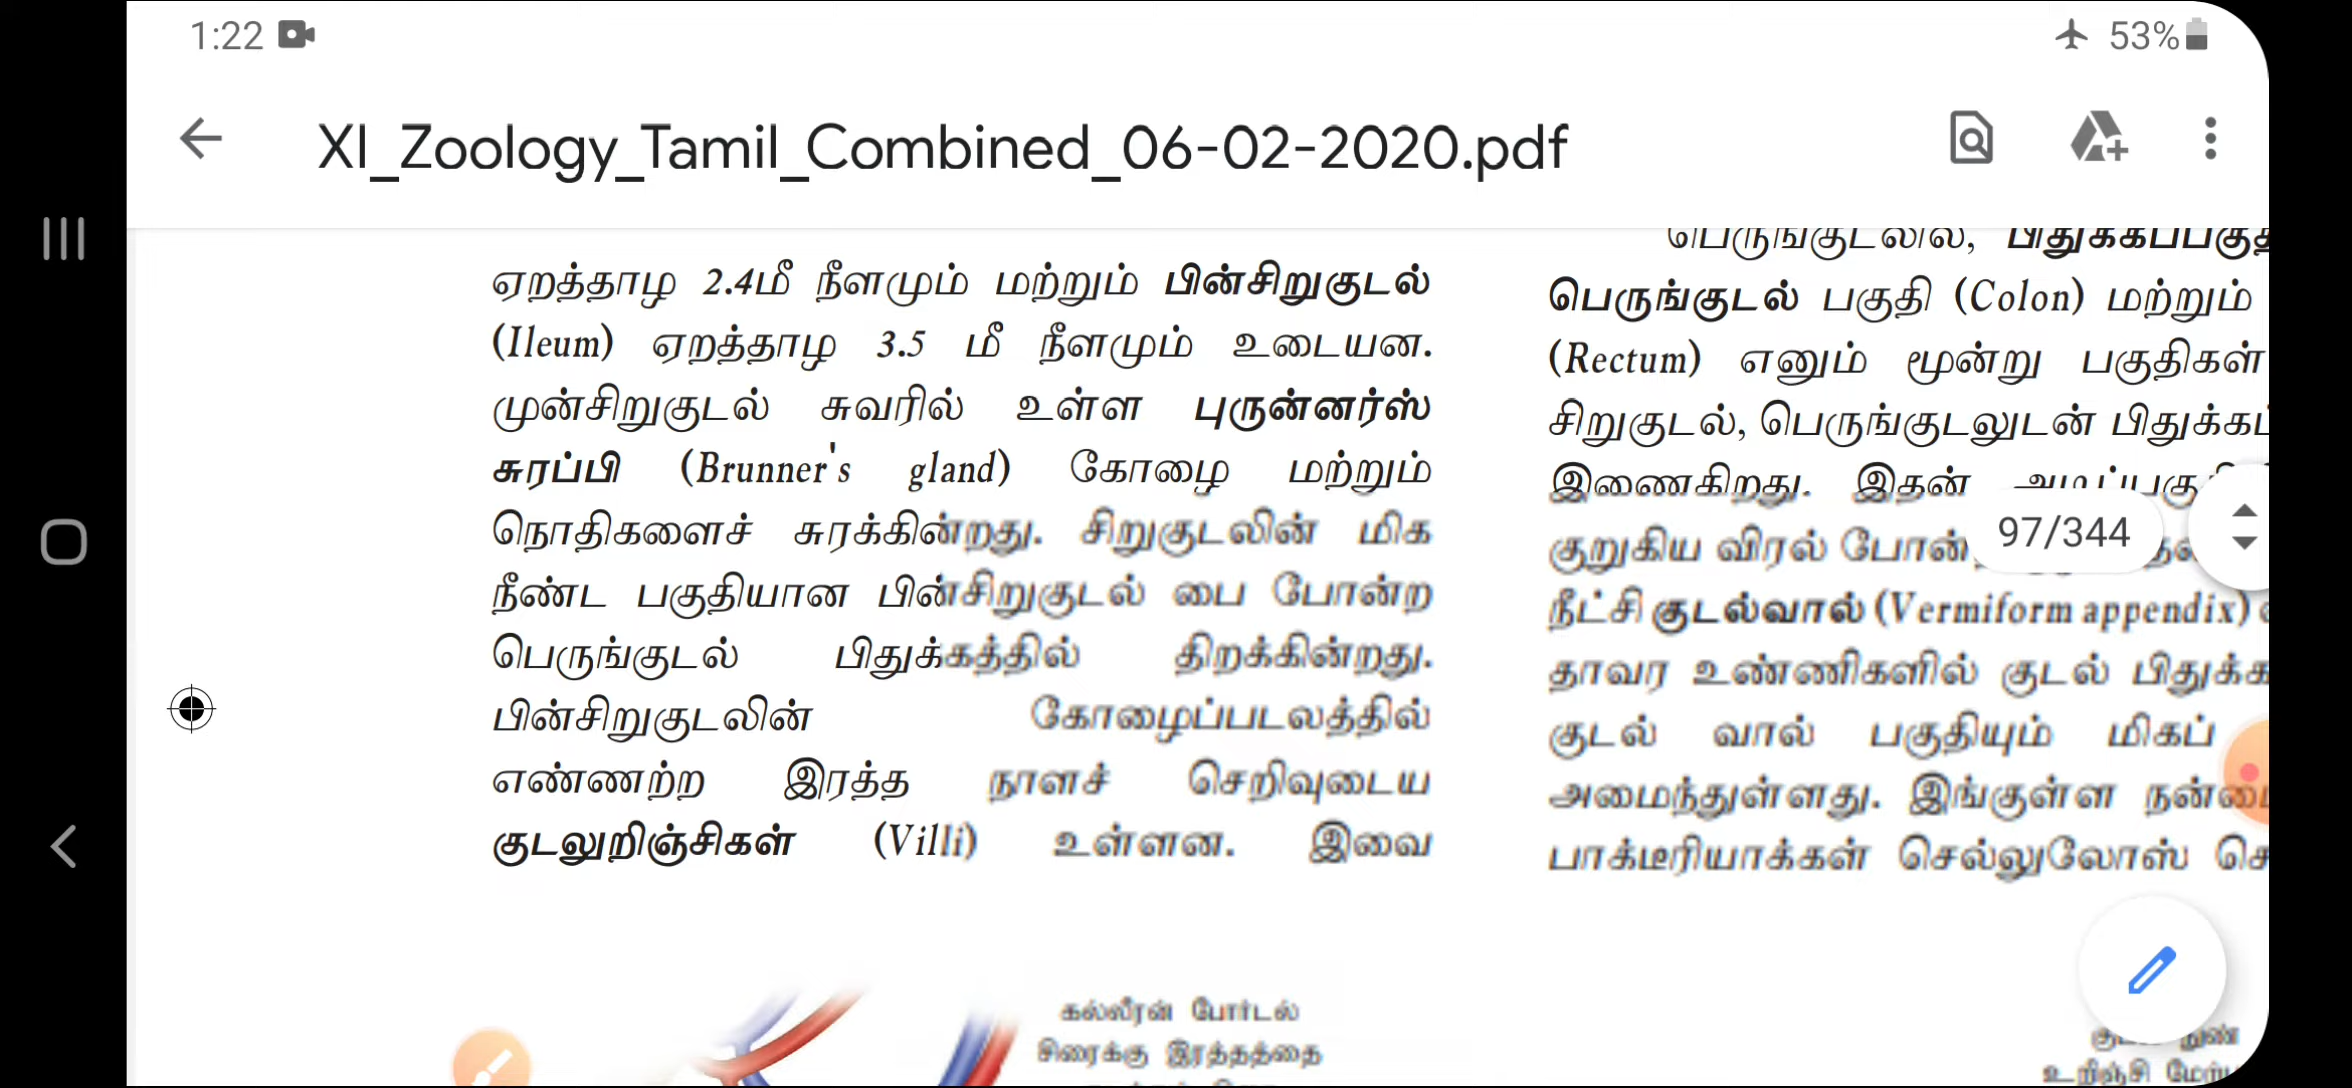 1:22
53%
XI_Zoology_Tamil_Combined_06-02-2020.pdf
ஏறத்தாழ 2.4மீ நீளமும் மற்றும் பின்சிறுகுடல்
(Ileum) ஏறத்தாழ 3.5 மீ நீளமும் உடையன.
முன்சிறுகுடல் சுவரில் உள்ள புருன்னர்ஸ்
சுரப்பி (Brunner's gland) கோழை மற்றும்
நொதிகளைச் சுரக்கின்றது. சிறுகுடலின் மிக
நீண்ட பகுதியான பின்சிறுகுடல் பை போன்ற
பெருங்குடல் பிதுக்கத்தில் திறக்கின்றது.
பின்சிறுகுடலின் கோழைப்படலத்தில்
எண்ணற்ற இரத்த நாளச் செறிவுடைய
குடலுறிஞ்சிகள் (Villi) உள்ளன. இவை
கல்லீரன் போர்டல்
சிரைக்கு இரத்தத்தை
பெருங்குடலில்,
பெருங்குடல் பகுதி (Colon) மற்றும்
(Rectum) எனும் மூன்று பகுதிகள்
சிறுகுடல், பெருங்குடலுடன்
இணைகிறது. இதன்
குறுகிய விரல்
நீட்சி குடல்வால் (Vermiform appendix)
தாவர உண்ணிகளில் குடல்
குடல் வால் பகுதியும் மிகப்
அமைந்துள்ளது. இங்குள்ள
பாக்டீரியாக்கள் செல்லுலோஸ்
97/344
உறிஞ்சி